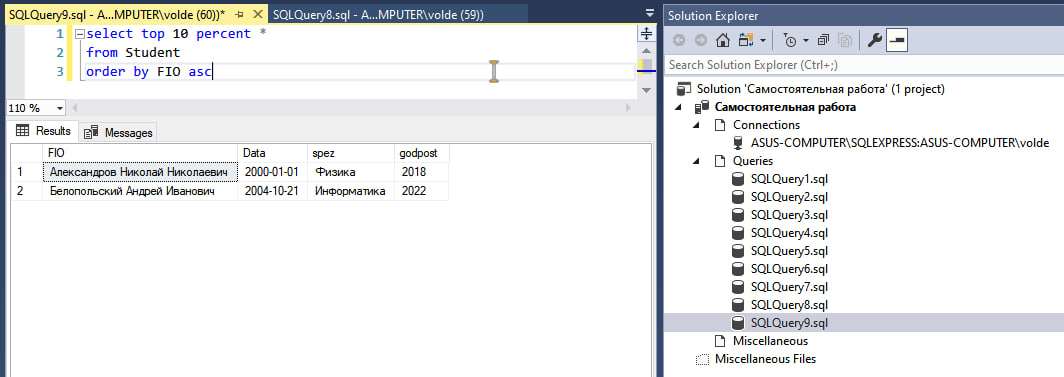 SQLQuery9.sql - A...MPUTER\volde (60))* SQLQuery8.sql - A...MPUTER\volde (59))
1 select top 10 percent *
2 from Student
3 order by FIO asc
110 %
Results Messages
FIO Data spez godpost
1 Александров Николай Николаевич 2000-01-01 Физика 2018
2 Белопольский Андрей Иванович 2004-10-21 Информатика 2022
Solution Explorer
Search Solution Explorer (Ctrl+;)
Solution 'Самостоятельная работа' (1 project)
Самостоятельная работа
Connections
ASUS-COMPUTER\SQLEXPRESS:ASUS-COMPUTER\volde
Queries
SQLQuery1.sql
SQLQuery2.sql
SQLQuery3.sql
SQLQuery4.sql
SQLQuery5.sql
SQLQuery6.sql
SQLQuery7.sql
SQLQuery8.sql
SQLQuery9.sql
Miscellaneous
Miscellaneous Files